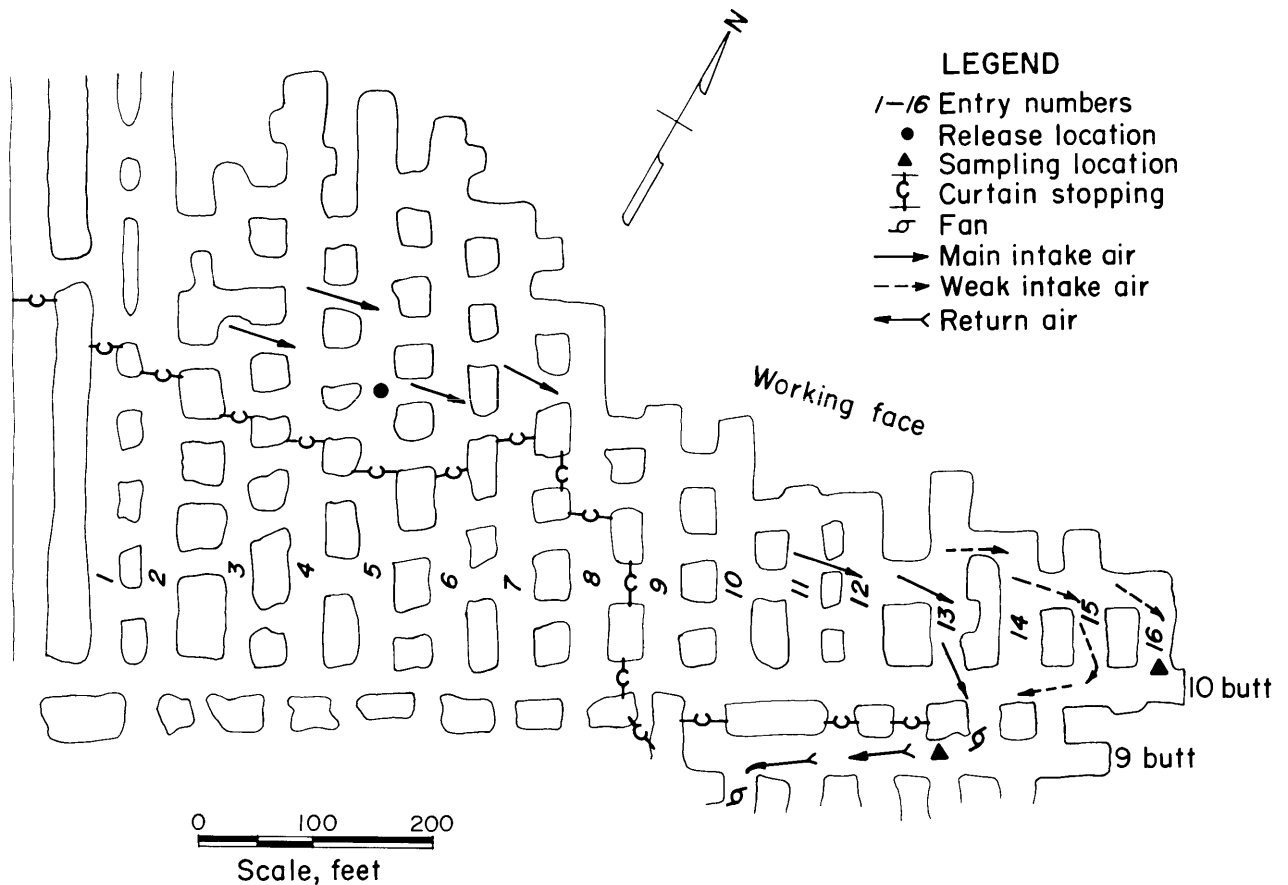 N
LEGEND
1-16 Entry numbers
Release location
Sampling location
Curtain stopping
Fan
Main intake air
Weak intake air
Return air
Working face
1 2 3 4 5 6 7 8 9 10 11 12 13 14 15 16
10 butt
9 butt
0 100 200
Scale, feet